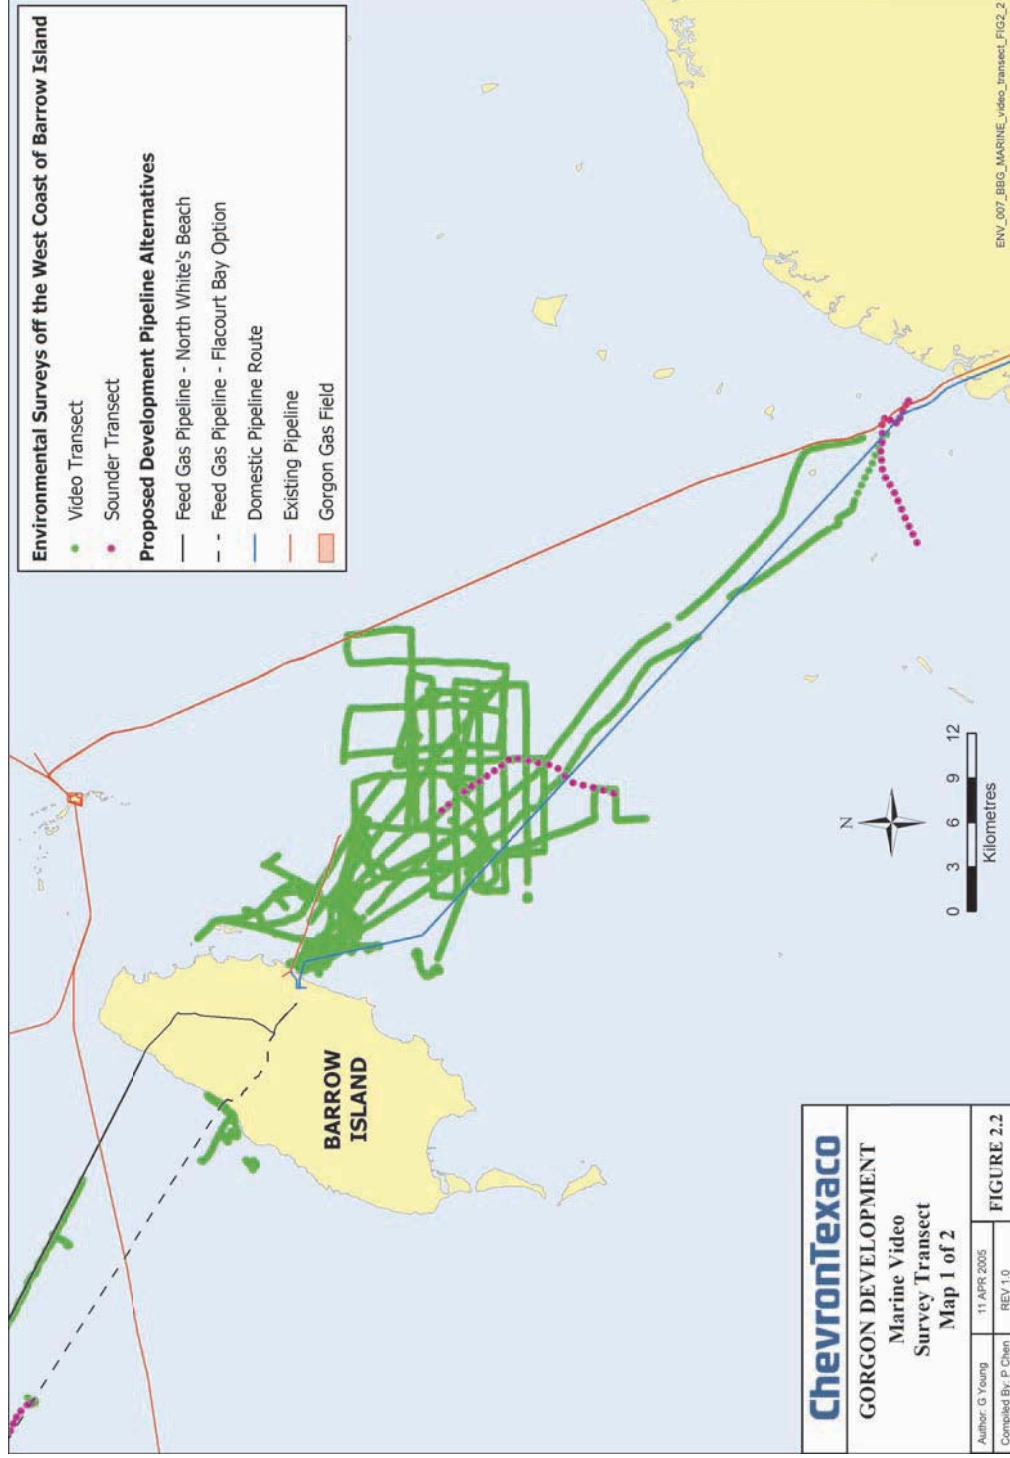 Environmental Surveys off the West Coast of Barrow Island
Video Transect
Sounder Transect
Proposed Development Pipeline Alternatives
Feed Gas Pipeline - North White's Beach
Feed Gas Pipeline - Flacourt Bay Option
Domestic Pipeline Route
Existing Pipeline
Gorgon Gas Field
BARROW
ISLAND
N
0 3 6 9 12
Kilometres
ChevronTexaco
GORGON DEVELOPMENT
Marine Video
Survey Transect
Map 1 of 2
Author: G Young 11 APR 2005
Compiled By: P Chen REV 1.0
FIGURE 2.2
ENV_007_BBG_MARINE_video_transect_FIG2_2